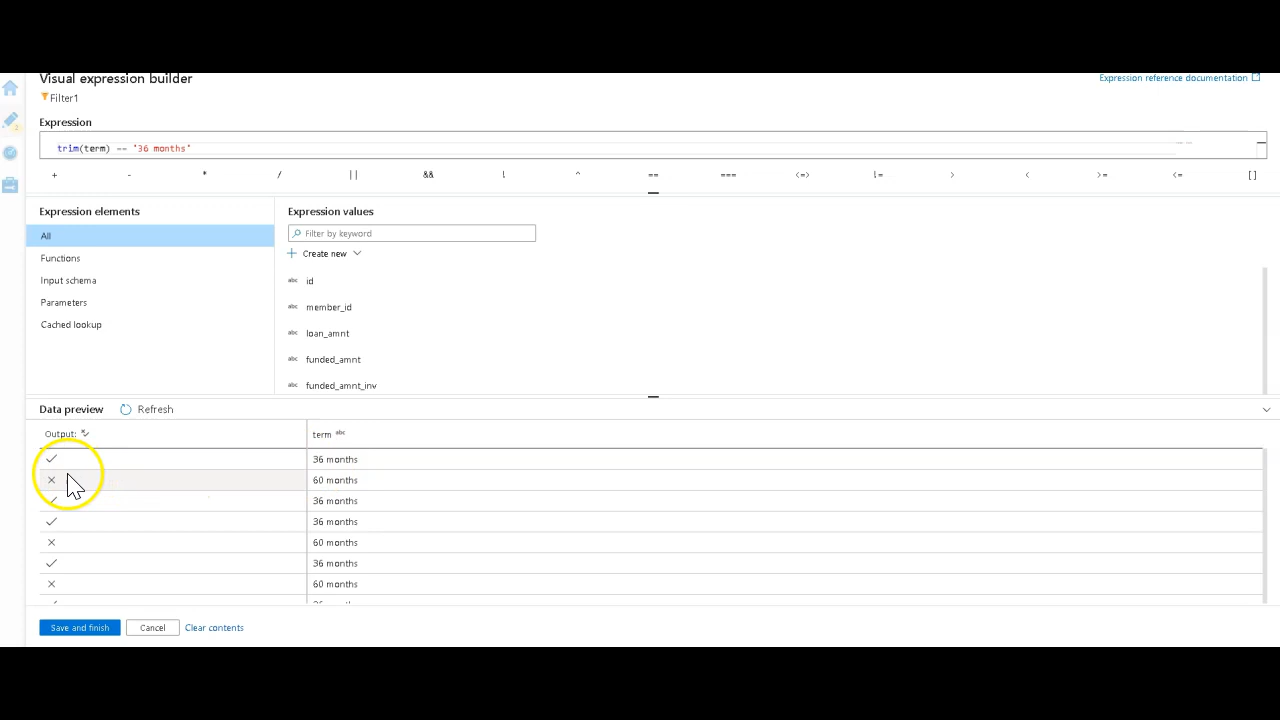 Visual expression builder
Expression reference documentation
Filter1
Expression
trim(term) == '36 months'
+ - * / || && ! ^ == === <=> != > < >= <= []
Expression elements
Expression values
All
Filter by keyword
Functions
Create new
Input schema
abc id
Parameters
abc member_id
Cached lookup
abc loan_amnt
abc funded_amnt
abc funded_amnt_inv
Data preview
Refresh
Output:
term abc
36 months
60 months
36 months
36 months
60 months
36 months
60 months
Save and finish
Cancel
Clear contents